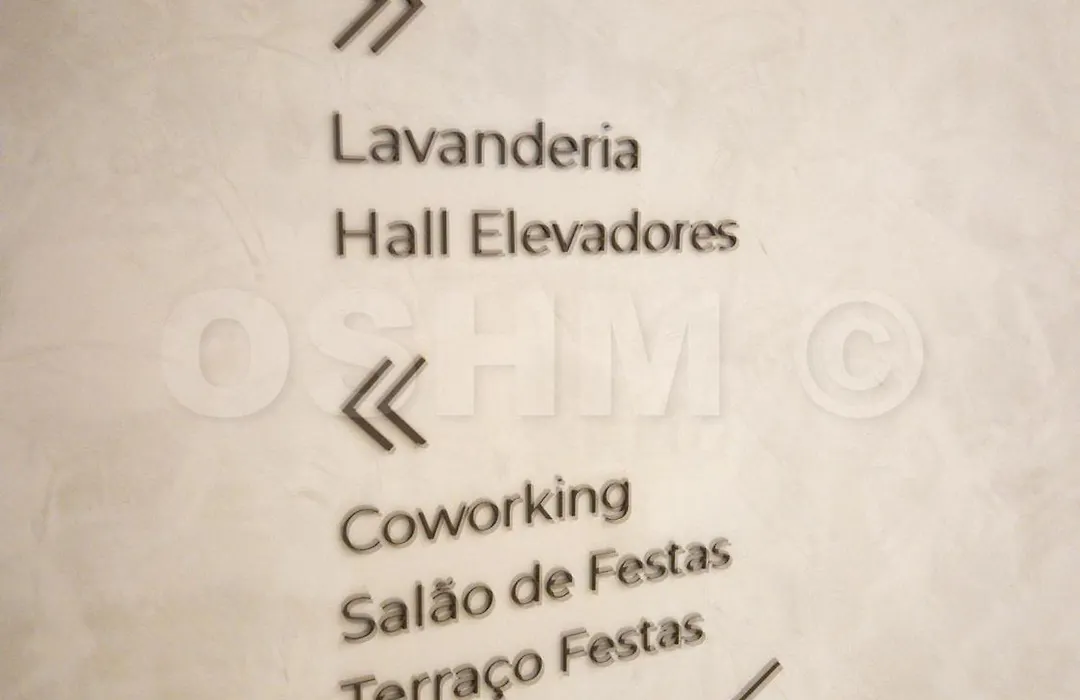 Lavanderia
Hall Elevadores
OSHM ©
Coworking
Salão de Festas
Terraço Festas